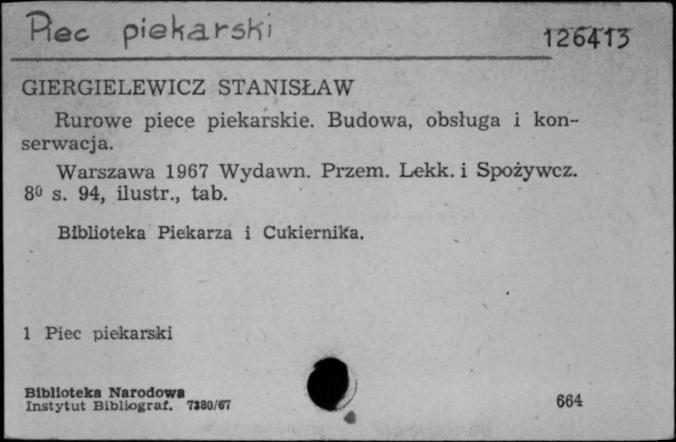 Piec piekarski
126413
GIERGIELEWICZ STANISŁAW
Rurowe piece piekarskie. Budowa, obsługa i kon-
serwacja.
Warszawa 1967 Wydawn. Przem. Lekk. i Spożywcz.
8⁰ s. 94, ilustr., tab.
Biblioteka Piekarza i Cukiernika.
1 Piec piekarski
Biblioteka Narodowa
Instytut Bibliograf. 7380/67
664